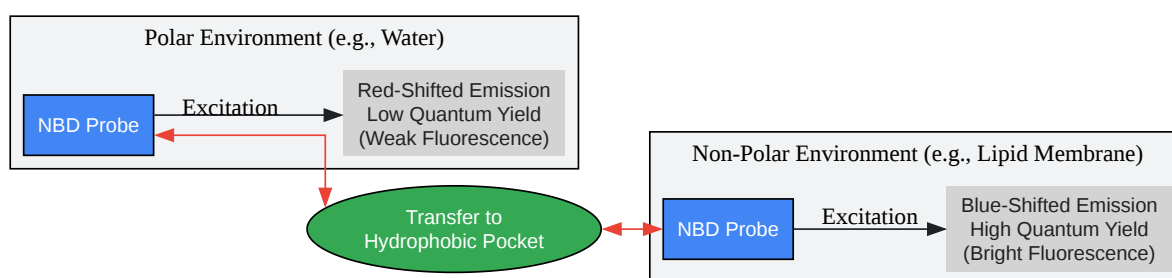 Polar Environment (e.g., Water)
NBD Probe
Excitation
Red-Shifted Emission
Low Quantum Yield
(Weak Fluorescence)
Transfer to
Hydrophobic Pocket
Non-Polar Environment (e.g., Lipid Membrane)
NBD Probe
Excitation
Blue-Shifted Emission
High Quantum Yield
(Bright Fluorescence)